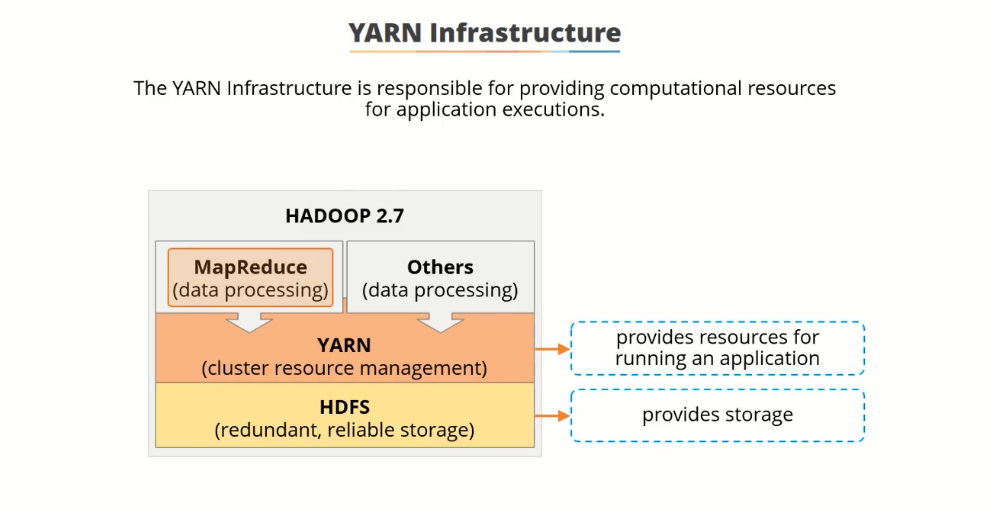 YARN Infrastructure
The YARN Infrastructure is responsible for providing computational resources
for application executions.
HADOOP 2.7
MapReduce
(data processing)
Others
(data processing)
YARN
(cluster resource management)
provides resources for
running an application
HDFS
(redundant, reliable storage)
provides storage